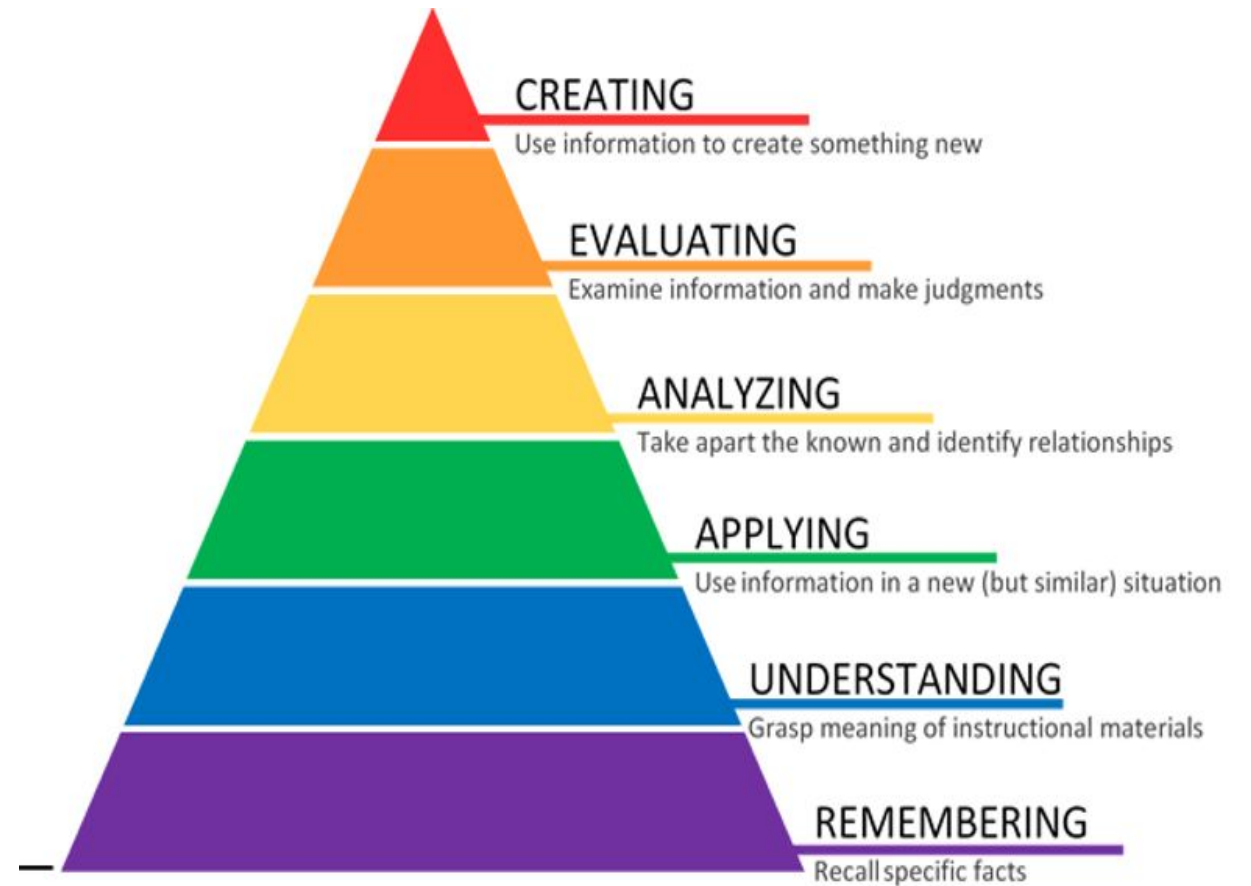 CREATING
Use information to create something new
EVALUATING
Examine information and make judgments
ANALYZING
Take apart the known and identify relationships
APPLYING
Use information in a new (but similar) situation
UNDERSTANDING
Grasp meaning of instructional materials
REMEMBERING
Recall specific facts